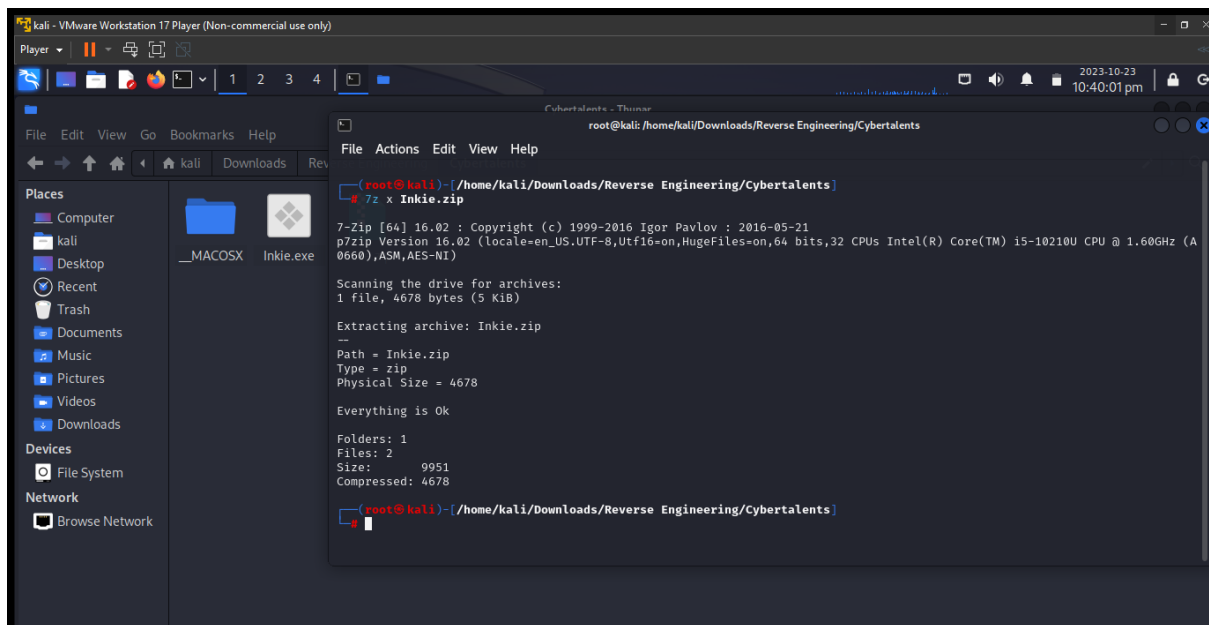 kali - VMware Workstation 17 Player (Non-commercial use only)
Player
1 2 3 4
2023-10-23
10:40:01 pm
Cybertalents - Thunar
File Edit View Go Bookmarks Help
kali Downloads Rev
Places
Computer
kali
Desktop
Recent
Trash
Documents
Music
Pictures
Videos
Downloads
Devices
File System
Network
Browse Network
__MACOSX Inkie.exe
root@kali: /home/kali/Downloads/Reverse Engineering/Cybertalents
File Actions Edit View Help
(root㉿kali)-[/home/kali/Downloads/Reverse Engineering/Cybertalents]
# 7z x Inkie.zip
7-Zip [64] 16.02 : Copyright (c) 1999-2016 Igor Pavlov : 2016-05-21
p7zip Version 16.02 (locale=en_US.UTF-8,Utf16=on,HugeFiles=on,64 bits,32 CPUs Intel(R) Core(TM) i5-10210U CPU @ 1.60GHz (A
0660),ASM,AES-NI)
Scanning the drive for archives:
1 file, 4678 bytes (5 KiB)
Extracting archive: Inkie.zip
--
Path = Inkie.zip
Type = zip
Physical Size = 4678
Everything is Ok
Folders: 1
Files: 2
Size: 9951
Compressed: 4678
(root㉿kali)-[/home/kali/Downloads/Reverse Engineering/Cybertalents]
#